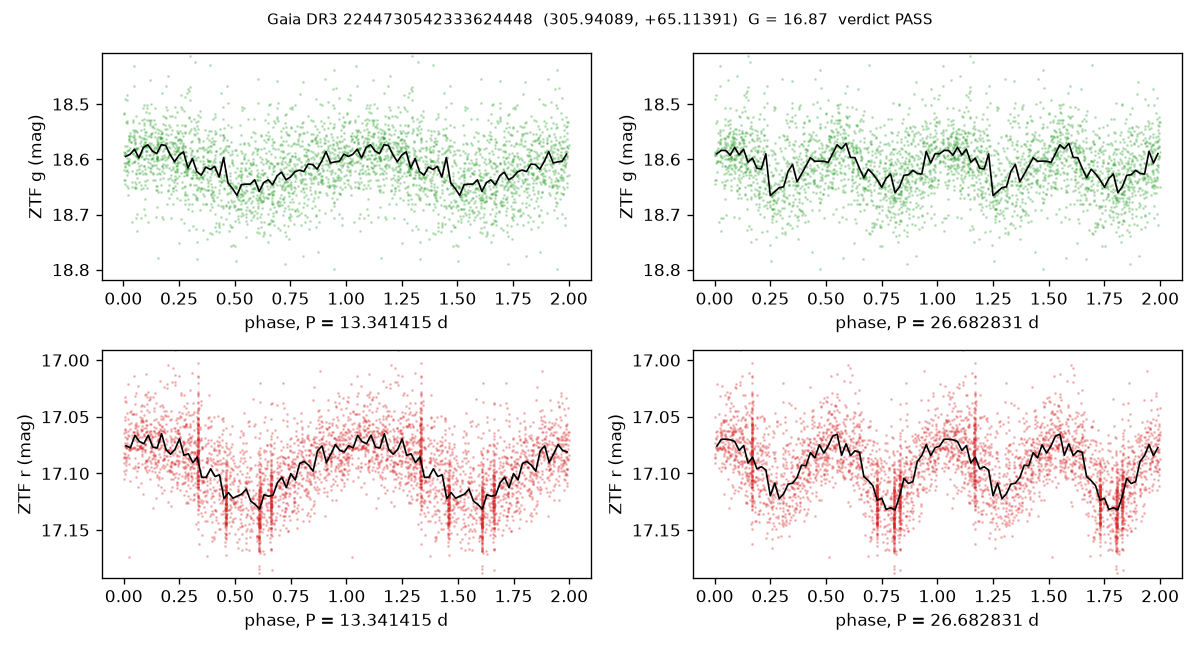 Gaia DR3 2244730542333624448 (305.94089, +65.11391) G = 16.87 verdict PASS
ZTF g (mag)
18.5
18.6
18.7
18.8
0.00 0.25 0.50 0.75 1.00 1.25 1.50 1.75 2.00
phase, P = 13.341415 d
ZTF g (mag)
18.5
18.6
18.7
18.8
0.00 0.25 0.50 0.75 1.00 1.25 1.50 1.75 2.00
phase, P = 26.682831 d
ZTF r (mag)
17.00
17.05
17.10
17.15
0.00 0.25 0.50 0.75 1.00 1.25 1.50 1.75 2.00
phase, P = 13.341415 d
ZTF r (mag)
17.00
17.05
17.10
17.15
0.00 0.25 0.50 0.75 1.00 1.25 1.50 1.75 2.00
phase, P = 26.682831 d